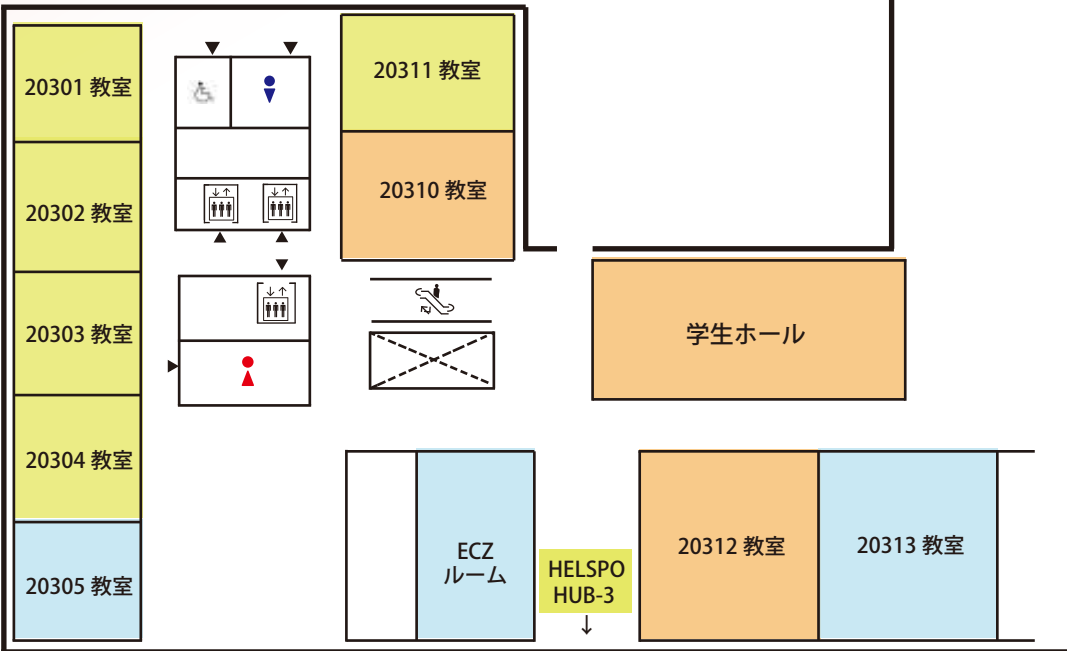 20301 教室
20311 教室
20302 教室
20310 教室
20303 教室
学生ホール
20304 教室
20305 教室
ECZ
ルーム
HELSPO
HUB-3
↓
20312 教室
20313 教室